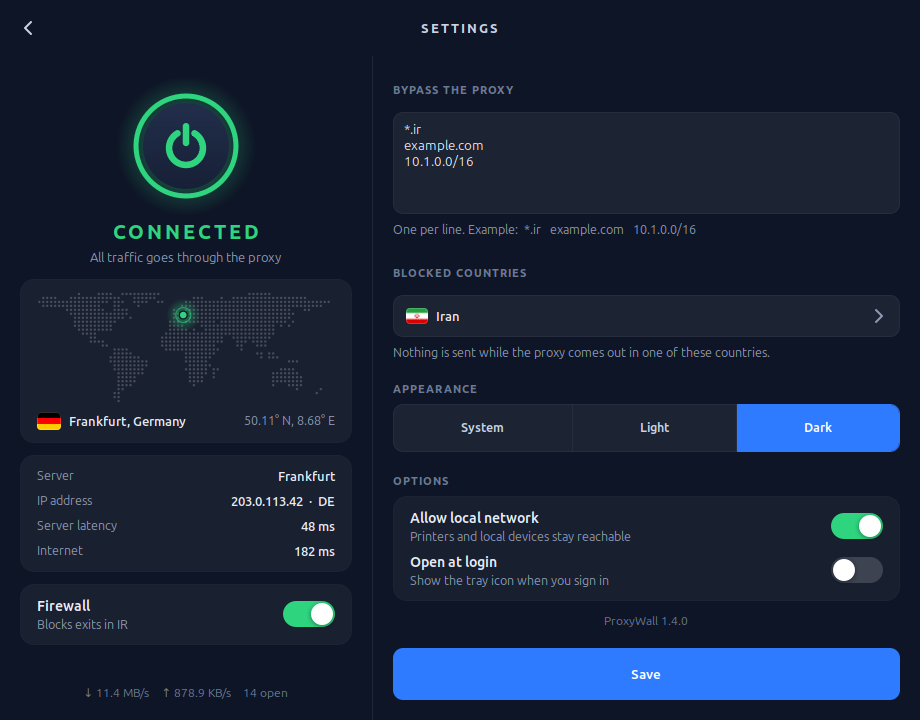 SETTINGS
CONNECTED
All traffic goes through the proxy
Frankfurt, Germany 50.11° N, 8.68° E
Server Frankfurt
IP address 203.0.113.42 · DE
Server latency 48 ms
Internet 182 ms
Firewall
Blocks exits in IR
↓ 11.4 MB/s ↑ 878.9 KB/s 14 open
BYPASS THE PROXY
*.ir
example.com
10.1.0.0/16
One per line. Example: *.ir example.com 10.1.0.0/16
BLOCKED COUNTRIES
Iran
Nothing is sent while the proxy comes out in one of these countries.
APPEARANCE
System Light Dark
OPTIONS
Allow local network
Printers and local devices stay reachable
Open at login
Show the tray icon when you sign in
ProxyWall 1.4.0
Save